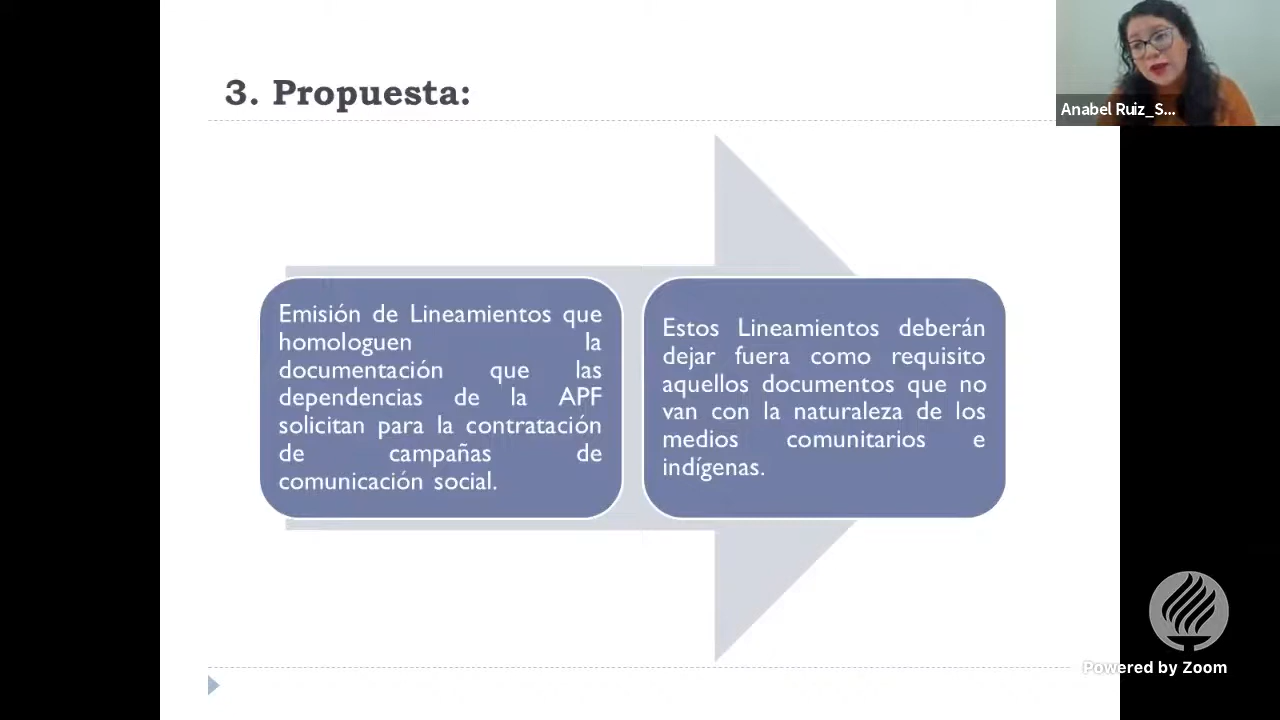 3. Propuesta:
Anabel Ruiz_S...
Emisión de Lineamientos que
homologuen la
documentación que las
dependencias de la APF
solicitan para la contratación
de campañas de
comunicación social.
Estos Lineamientos deberán
dejar fuera como requisito
aquellos documentos que no
van con la naturaleza de los
medios comunitarios e
indígenas.
Powered by Zoom